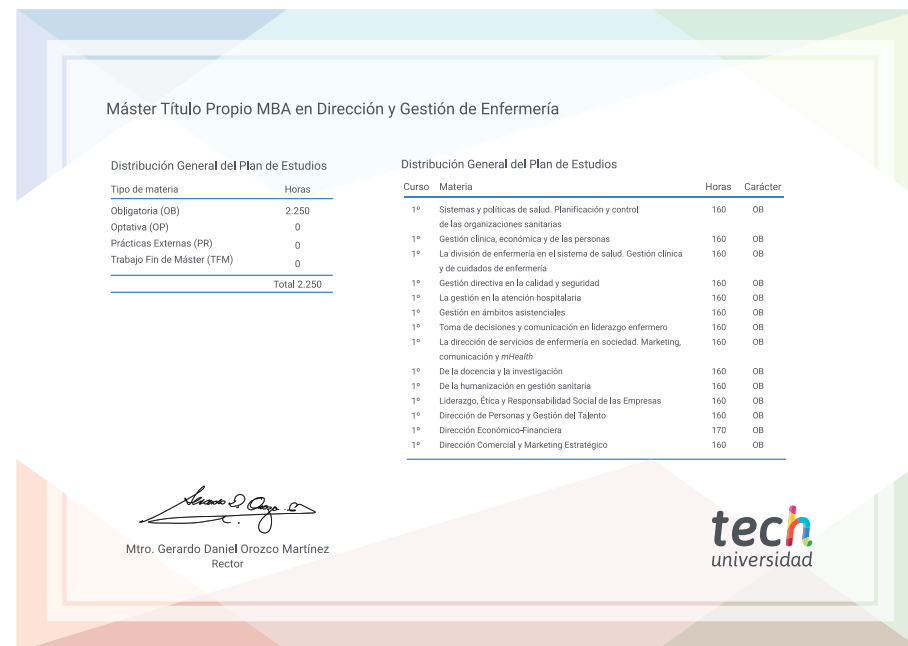 Máster Título Propio MBA en Dirección y Gestión de Enfermería
Distribución General del Plan de Estudios
Tipo de materia Horas
Obligatoria (OB) 2.250
Optativa (OP) 0
Prácticas Externas (PR) 0
Trabajo Fin de Máster (TFM) 0
Total 2.250
Distribución General del Plan de Estudios
Curso Materia Horas Carácter
1º Sistemas y políticas de salud. Planificación y control 160 OB
de las organizaciones sanitarias
1º Gestión clínica, económica y de las personas 160 OB
1º La división de enfermería en el sistema de salud. Gestión clínica 160 OB
y de cuidados de enfermería
1º Gestión directiva en la calidad y seguridad 160 OB
1º La gestión en la atención hospitalaria 160 OB
1º Gestión en ámbitos asistenciales 160 OB
1º Toma de decisiones y comunicación en liderazgo enfermero 160 OB
1º La dirección de servicios de enfermería en sociedad. Marketing, 160 OB
comunicación y mHealth
1º De la docencia y la investigación 160 OB
1º De la humanización en gestión sanitaria 160 OB
1º Liderazgo, Ética y Responsabilidad Social de las Empresas 160 OB
1º Dirección de Personas y Gestión del Talento 160 OB
1º Dirección Económico-Financiera 170 OB
1º Dirección Comercial y Marketing Estratégico 160 OB
Mtro. Gerardo Daniel Orozco Martínez
Rector
tech
universidad